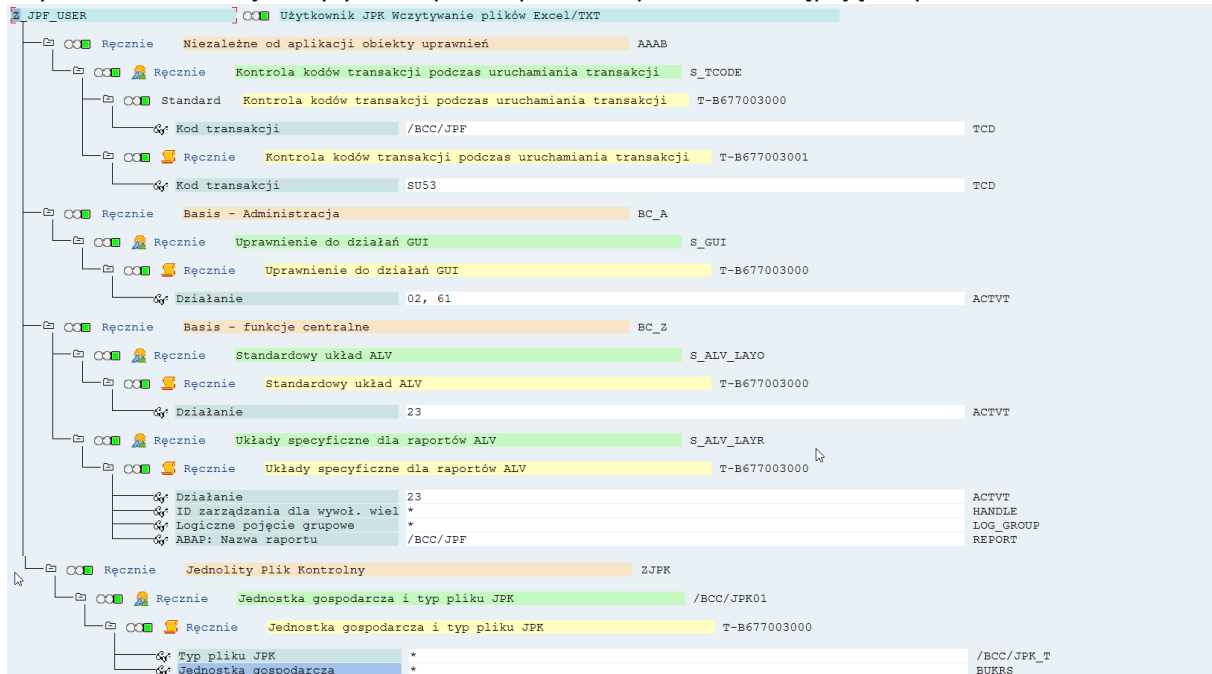 Z_JPF_USER Użytkownik JPK Wczytywanie plików Excel/TXT
Ręcznie Niezależne od aplikacji obiekty uprawnień AAAB
Ręcznie Kontrola kodów transakcji podczas uruchamiania transakcji S_TCODE
Standard Kontrola kodów transakcji podczas uruchamiania transakcji T-B677003000
Kod transakcji /BCC/JPF TCD
Ręcznie Kontrola kodów transakcji podczas uruchamiania transakcji T-B677003001
Kod transakcji SU53 TCD
Ręcznie Basis - Administracja BC_A
Ręcznie Uprawnienie do działań GUI S_GUI
Ręcznie Uprawnienie do działań GUI T-B677003000
Działanie 02, 61 ACTVT
Ręcznie Basis - funkcje centralne BC_Z
Ręcznie Standardowy układ ALV S_ALV_LAYO
Ręcznie Standardowy układ ALV T-B677003000
Działanie 23 ACTVT
Ręcznie Układy specyficzne dla raportów ALV S_ALV_LAYR
Ręcznie Układy specyficzne dla raportów ALV T-B677003000
Działanie 23 ACTVT
ID zarządzania dla wywoł. wiel * HANDLE
Logiczne pojęcie grupowe * LOG_GROUP
ABAP: Nazwa raportu /BCC/JPF REPORT
Ręcznie Jednolity Plik Kontrolny ZJPK
Ręcznie Jednostka gospodarcza i typ pliku JPK /BCC/JPK01
Ręcznie Jednostka gospodarcza i typ pliku JPK T-B677003000
Typ pliku JPK * /BCC/JPK_T
Jednostka gospodarcza * BUKRS